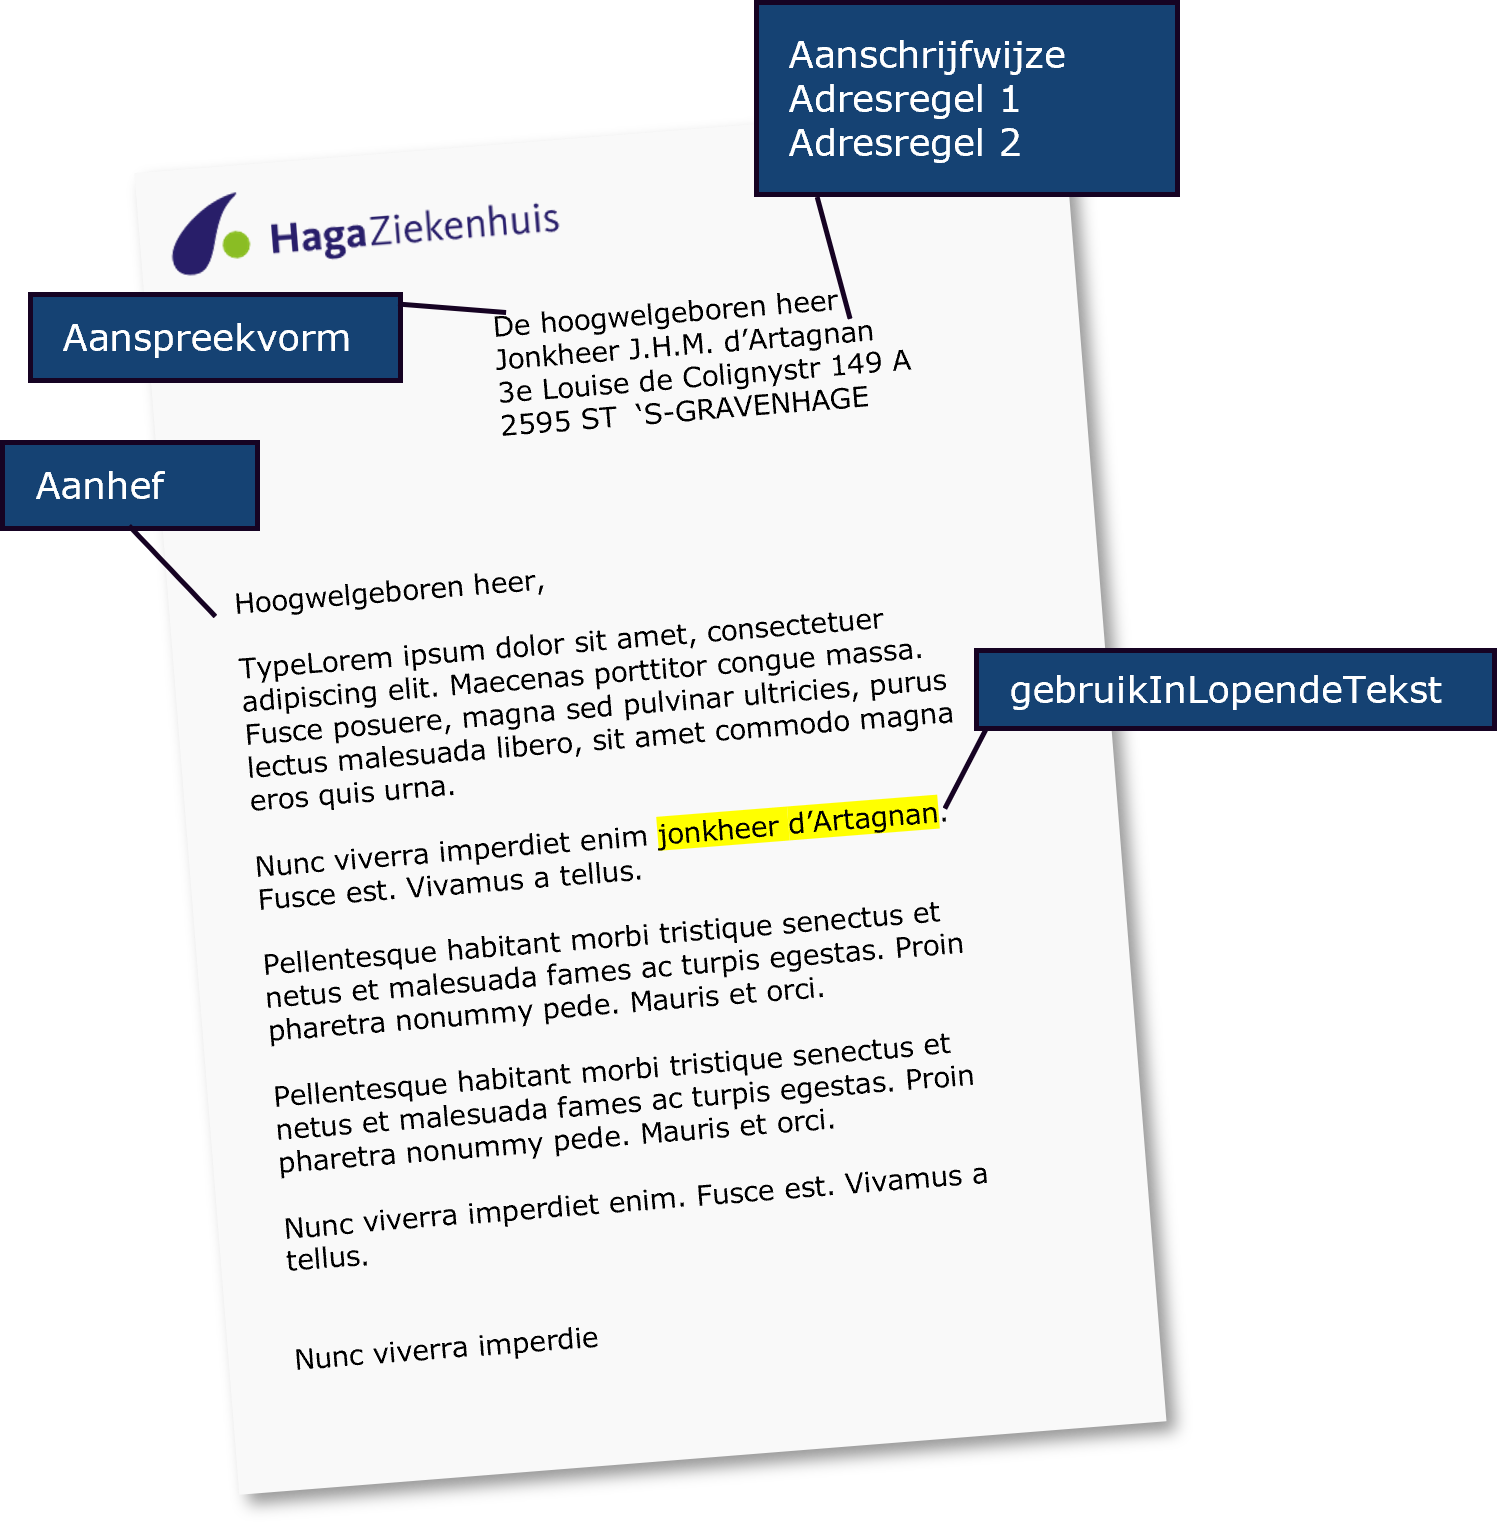 Aanschrijfwijze
Adresregel 1
Adresregel 2
HagaZiekenhuis
Aanspreekvorm
De hoogwelgeboren heer
Jonkheer J.H.M. d’Artagnan
3e Louise de Colignystr 149 A
2595 ST ‘S-GRAVENHAGE
Aanhef
Hoogwelgeboren heer,
TypeLorem ipsum dolor sit amet, consectetuer
adipiscing elit. Maecenas porttitor congue massa.
Fusce posuere, magna sed pulvinar ultricies, purus
lectus malesuada libero, sit amet commodo magna
eros quis urna.
gebruikInLopendeTekst
Nunc viverra imperdiet enim jonkheer d’Artagnan.
Fusce est. Vivamus a tellus.
Pellentesque habitant morbi tristique senectus et
netus et malesuada fames ac turpis egestas. Proin
pharetra nonummy pede. Mauris et orci.
Pellentesque habitant morbi tristique senectus et
netus et malesuada fames ac turpis egestas. Proin
pharetra nonummy pede. Mauris et orci.
Nunc viverra imperdiet enim. Fusce est. Vivamus a
tellus.
Nunc viverra imperdie